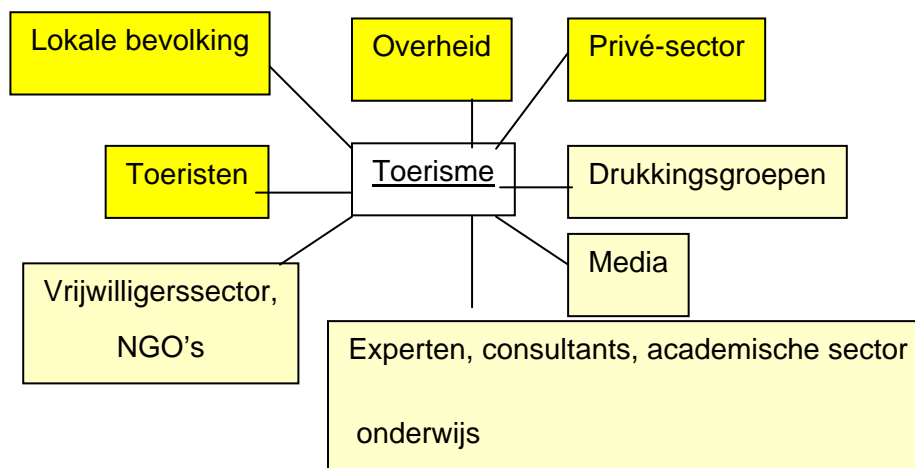 Lokale bevolking
Overheid
Privé-sector
Toeristen
Toerisme
Drukkingsgroepen
Vrijwilligerssector,
NGO's
Media
Experten, consultants, academische sector
onderwijs